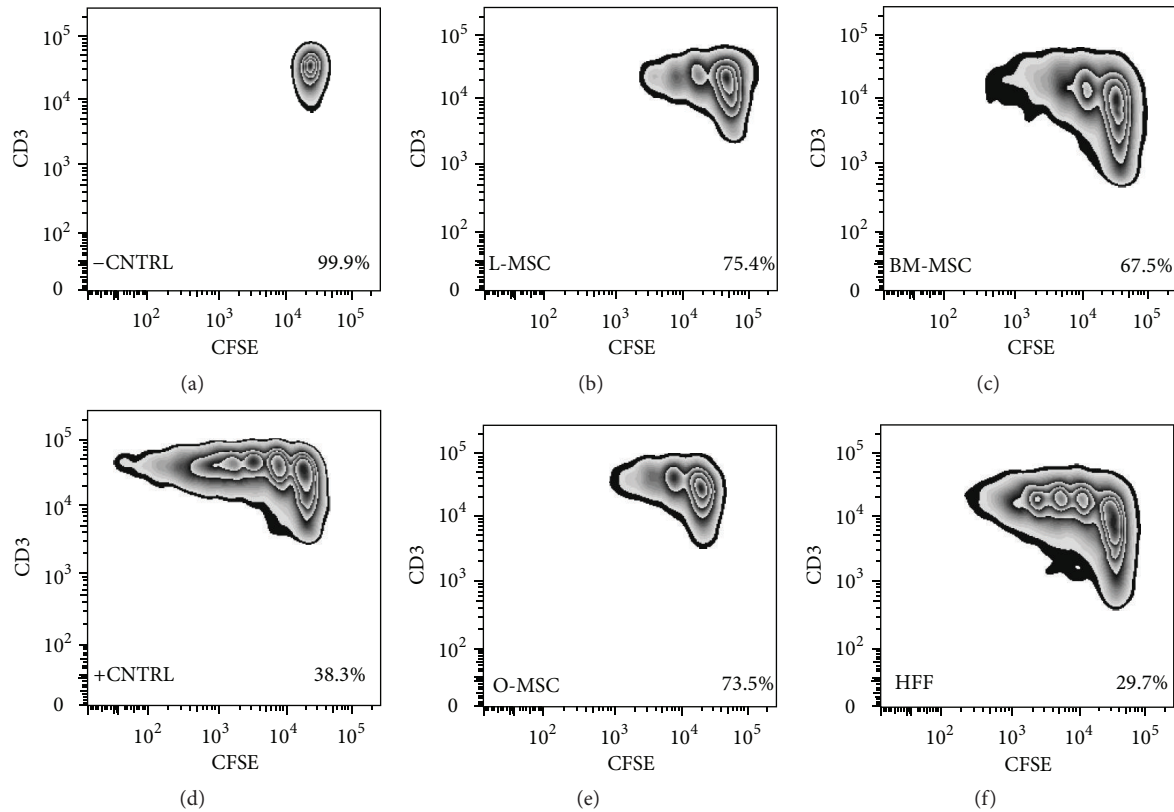 10^5
10^4
10^3
10^2
0
CD3
−CNTRL 99.9%
10^2 10^3 10^4 10^5
CFSE
(a)
10^5
10^4
10^3
10^2
0
CD3
L-MSC 75.4%
10^2 10^3 10^4 10^5
CFSE
(b)
10^5
10^4
10^3
10^2
0
CD3
BM-MSC 67.5%
10^2 10^3 10^4 10^5
CFSE
(c)
10^5
10^4
10^3
10^2
0
CD3
+CNTRL 38.3%
10^2 10^3 10^4 10^5
CFSE
(d)
10^5
10^4
10^3
10^2
0
CD3
O-MSC 73.5%
10^2 10^3 10^4 10^5
CFSE
(e)
10^5
10^4
10^3
10^2
0
CD3
HFF 29.7%
10^2 10^3 10^4 10^5
CFSE
(f)